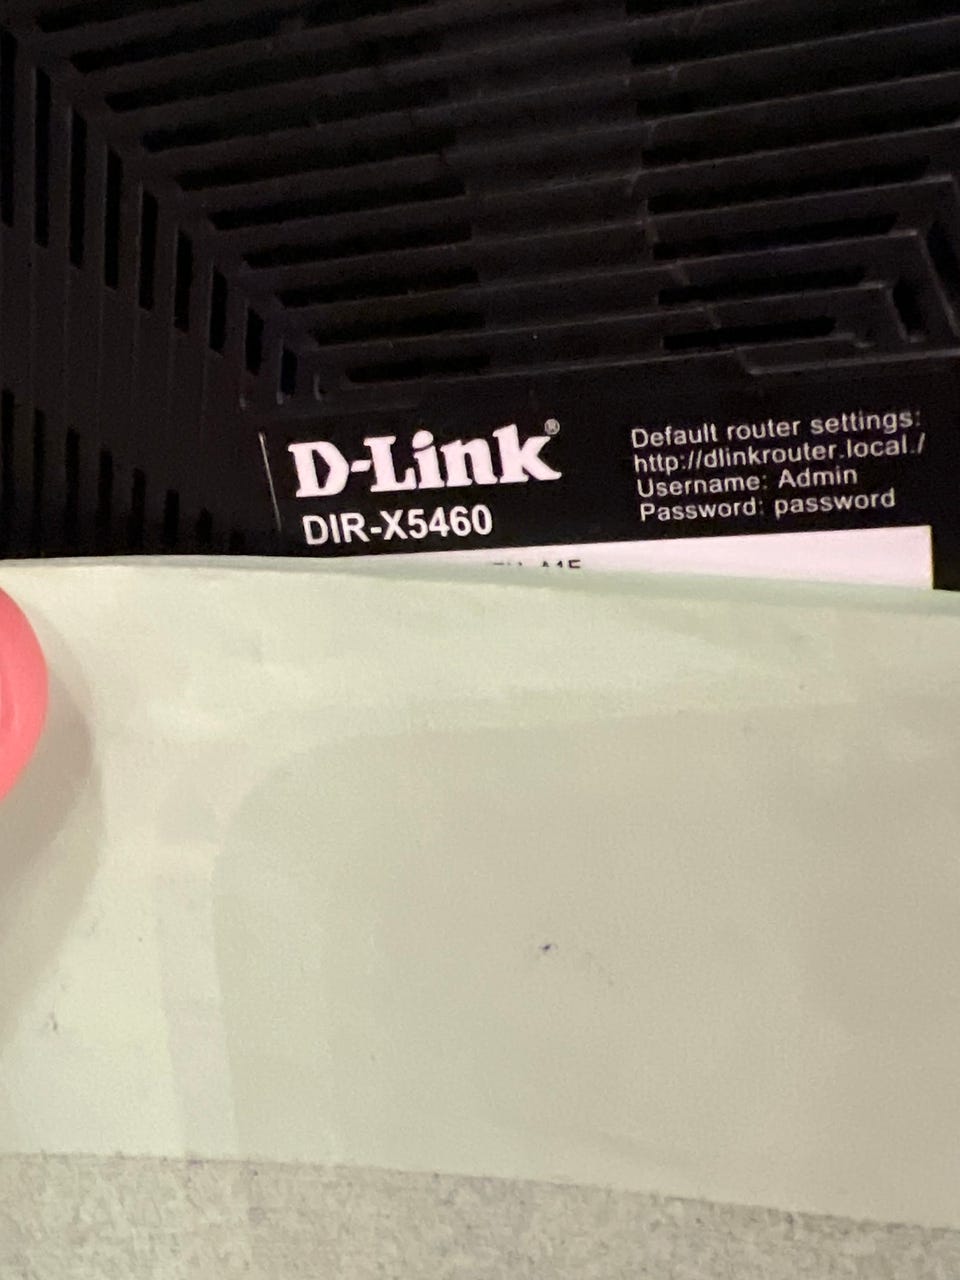 D-Link®
DIR-X5460
Default router settings:
http://dlinkrouter.local./
Username: Admin
Password: password